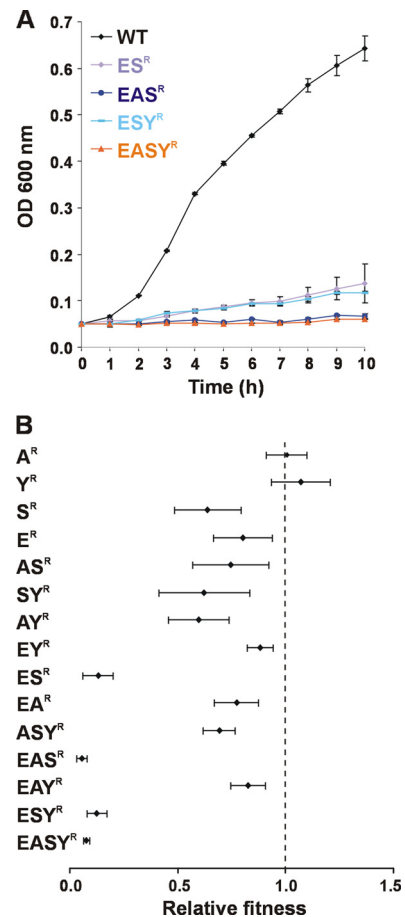 A
0.7
0.6
0.5
0.4
0.3
0.2
0.1
0.0
OD 600 nm
WT
ES^R
EAS^R
ESY^R
EASY^R
0 1 2 3 4 5 6 7 8 9 10
Time (h)
B
A^R
Y^R
S^R
E^R
AS^R
SY^R
AY^R
EY^R
ES^R
EA^R
ASY^R
EAS^R
EAY^R
ESY^R
EASY^R
0.0 0.5 1.0 1.5
Relative fitness